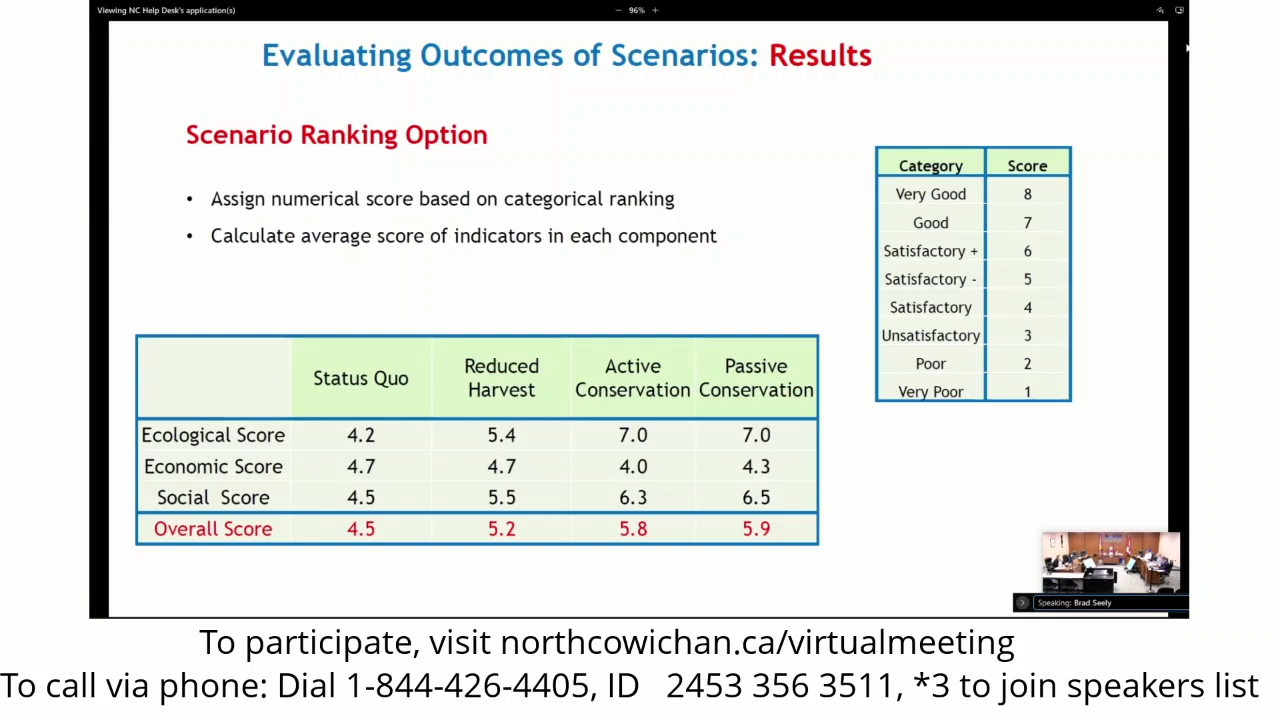 Viewing NC Help Desk's application(s)
− 96% +
Evaluating Outcomes of Scenarios: Results
Scenario Ranking Option
• Assign numerical score based on categorical ranking
• Calculate average score of indicators in each component
Category Score
Very Good 8
Good 7
Satisfactory + 6
Satisfactory - 5
Satisfactory 4
Unsatisfactory 3
Poor 2
Very Poor 1
Status Quo Reduced Harvest Active Conservation Passive Conservation
Ecological Score 4.2 5.4 7.0 7.0
Economic Score 4.7 4.7 4.0 4.3
Social Score 4.5 5.5 6.3 6.5
Overall Score 4.5 5.2 5.8 5.9
Speaking: Brad Seely
To participate, visit northcowichan.ca/virtualmeeting
To call via phone: Dial 1-844-426-4405, ID 2453 356 3511, *3 to join speakers list